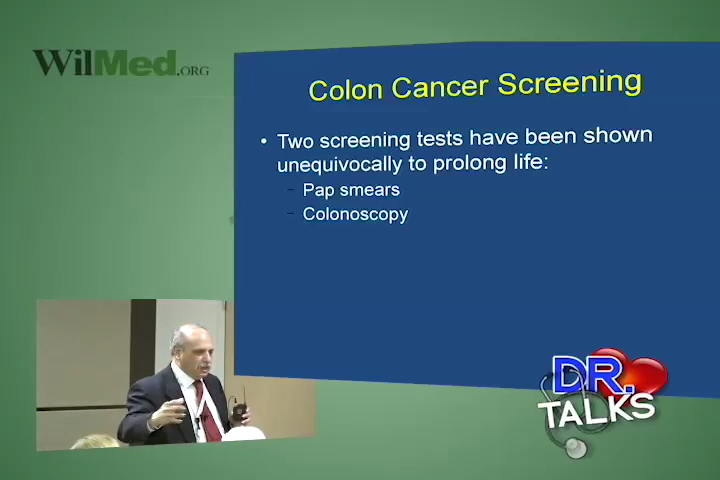 WilMed.ORG
Colon Cancer Screening
• Two screening tests have been shown
unequivocally to prolong life:
– Pap smears
– Colonoscopy
DR.
TALKS